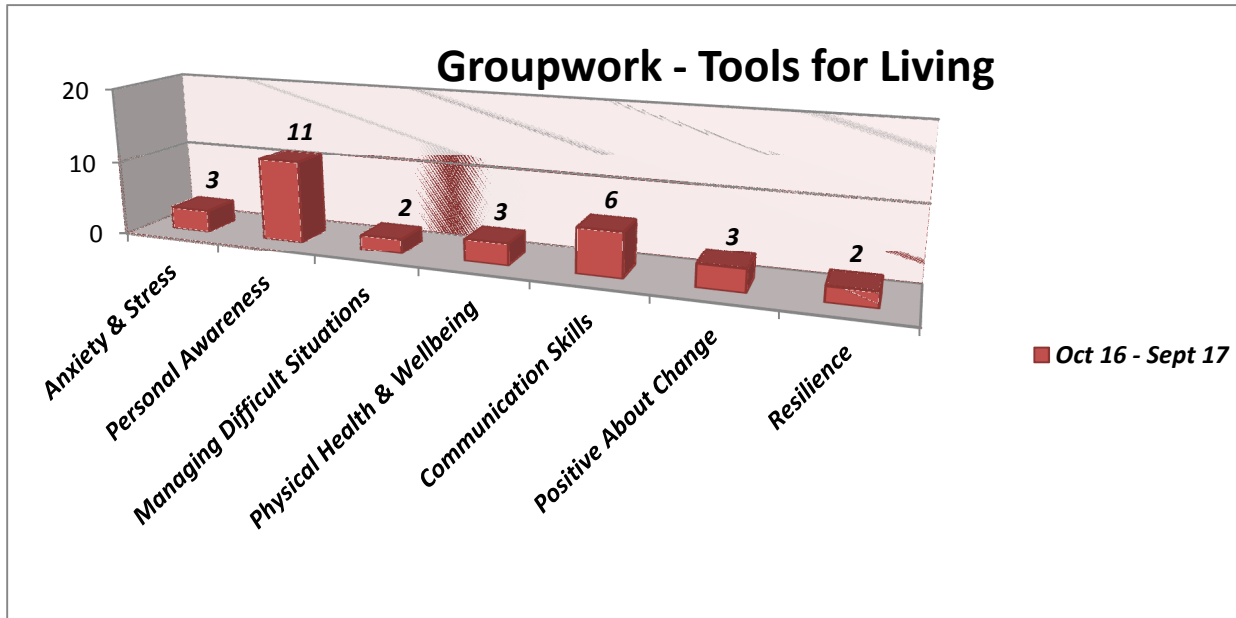 Groupwork - Tools for Living
20
10
0
3
11
2
3
6
3
2
Anxiety & Stress
Personal Awareness
Managing Difficult Situations
Physical Health & Wellbeing
Communication Skills
Positive About Change
Resilience
Oct 16 - Sept 17